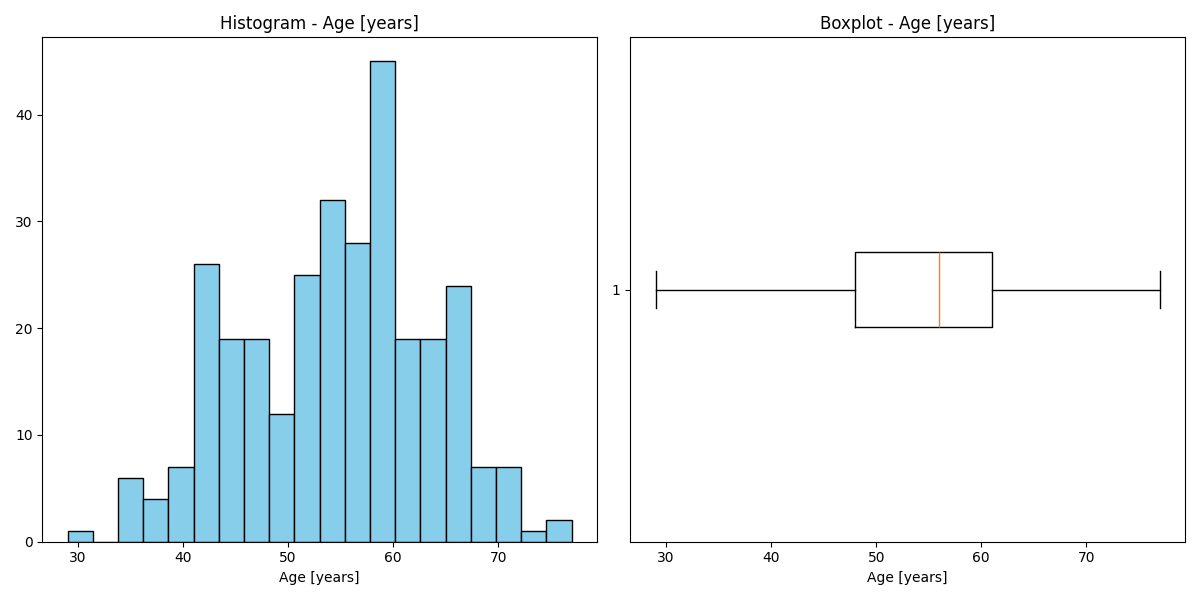 Histogram - Age [years]
40
30
20
10
0
30 40 50 60 70
Age [years]
Boxplot - Age [years]
1
30 40 50 60 70
Age [years]